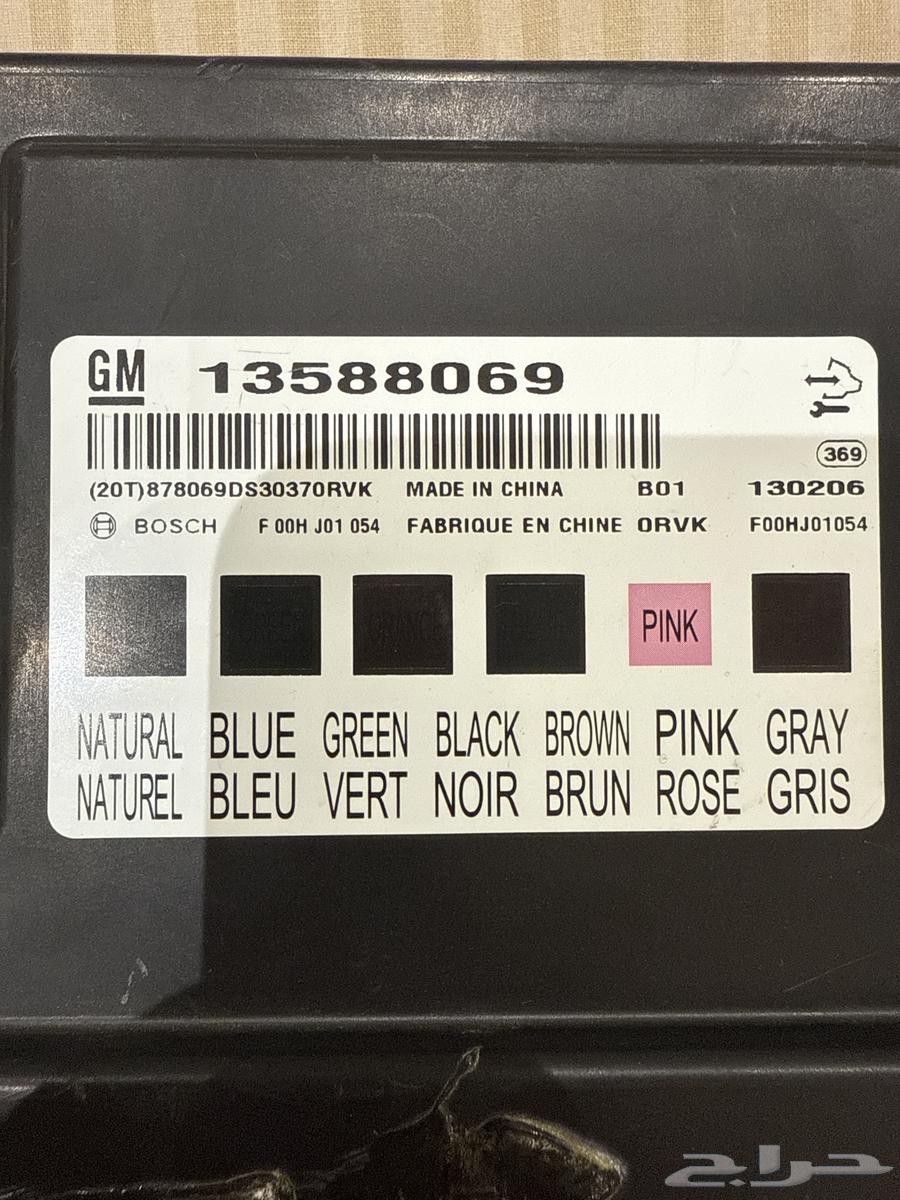 GM 13588069
369
(20T)878069DS30370RVK MADE IN CHINA B01 130206
BOSCH F 00H J01 054 FABRIQUE EN CHINE 0RVK F00HJ01054
PINK
NATURAL BLUE GREEN BLACK BROWN PINK GRAY
NATUREL BLEU VERT NOIR BRUN ROSE GRIS
حراج